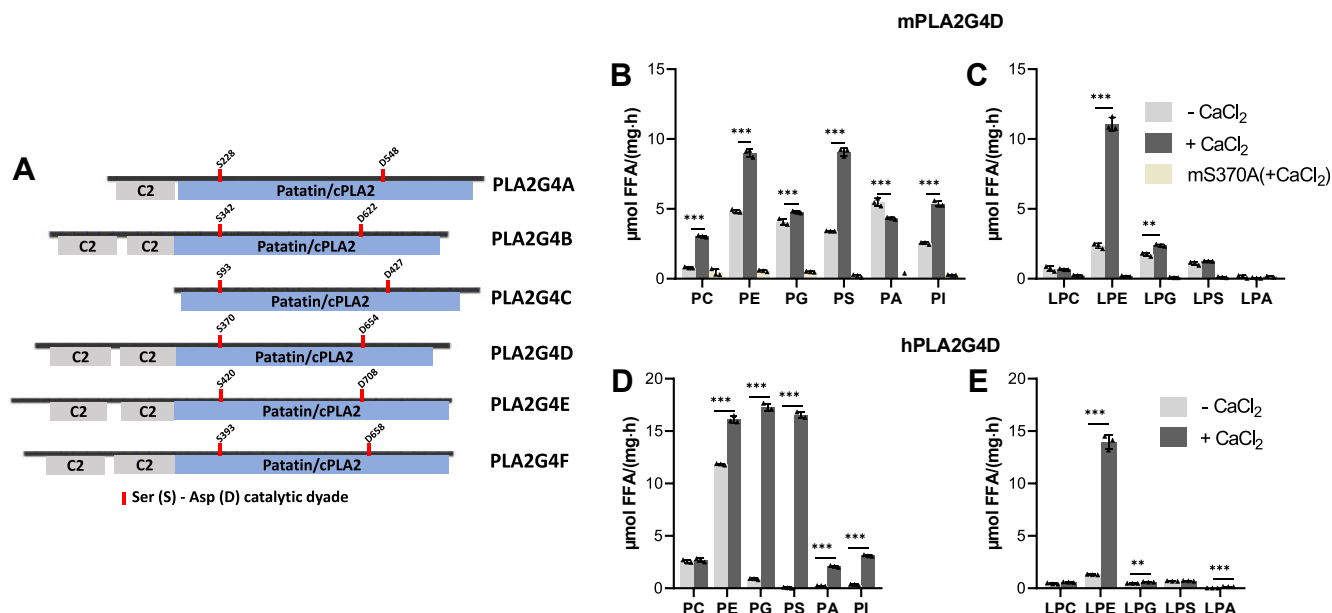 A
S228
D548
C2
Patatin/cPLA2
PLA2G4A
S342
D622
C2
C2
Patatin/cPLA2
PLA2G4B
S93
D427
Patatin/cPLA2
PLA2G4C
S370
D654
C2
C2
Patatin/cPLA2
PLA2G4D
S420
D708
C2
C2
Patatin/cPLA2
PLA2G4E
S393
D658
C2
C2
Patatin/cPLA2
PLA2G4F
Ser (S) - Asp (D) catalytic dyade
mPLA2G4D
B
µmol FFA/(mg·h)
15
10
5
0
*** *** *** *** *** ***
PC PE PG PS PA PI
C
µmol FFA/(mg·h)
15
10
5
0
*** **
LPC LPE LPG LPS LPA
- CaCl₂
+ CaCl₂
mS370A(+CaCl₂)
hPLA2G4D
D
µmol FFA/(mg·h)
20
15
10
5
0
*** *** *** *** ***
PC PE PG PS PA PI
E
µmol FFA/(mg·h)
20
15
10
5
0
*** ** ***
LPC LPE LPG LPS LPA
- CaCl₂
+ CaCl₂